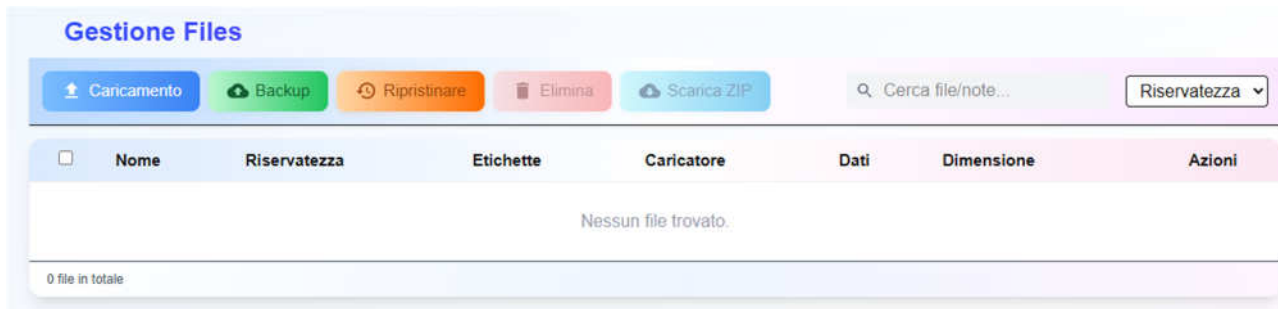 Gestione Files
Caricamento Backup Ripristinare Elimina Scarica ZIP Cerca file/note... Riservatezza
Nome Riservatezza Etichette Caricatore Dati Dimensione Azioni
Nessun file trovato.
0 file in totale